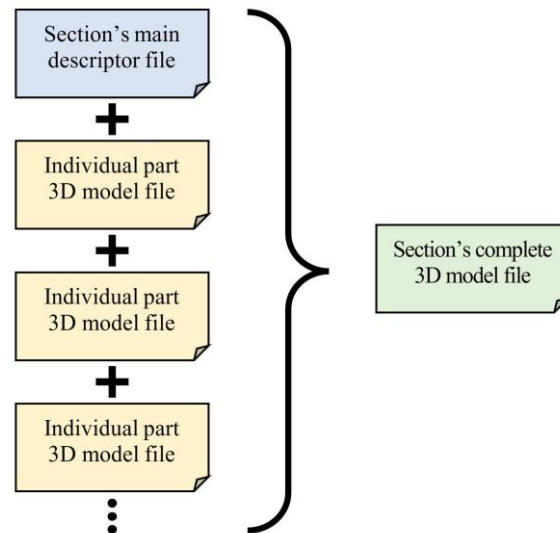 Section's main
descriptor file
+
Individual part
3D model file
+
Individual part
3D model file
+
Individual part
3D model file
Section's complete
3D model file